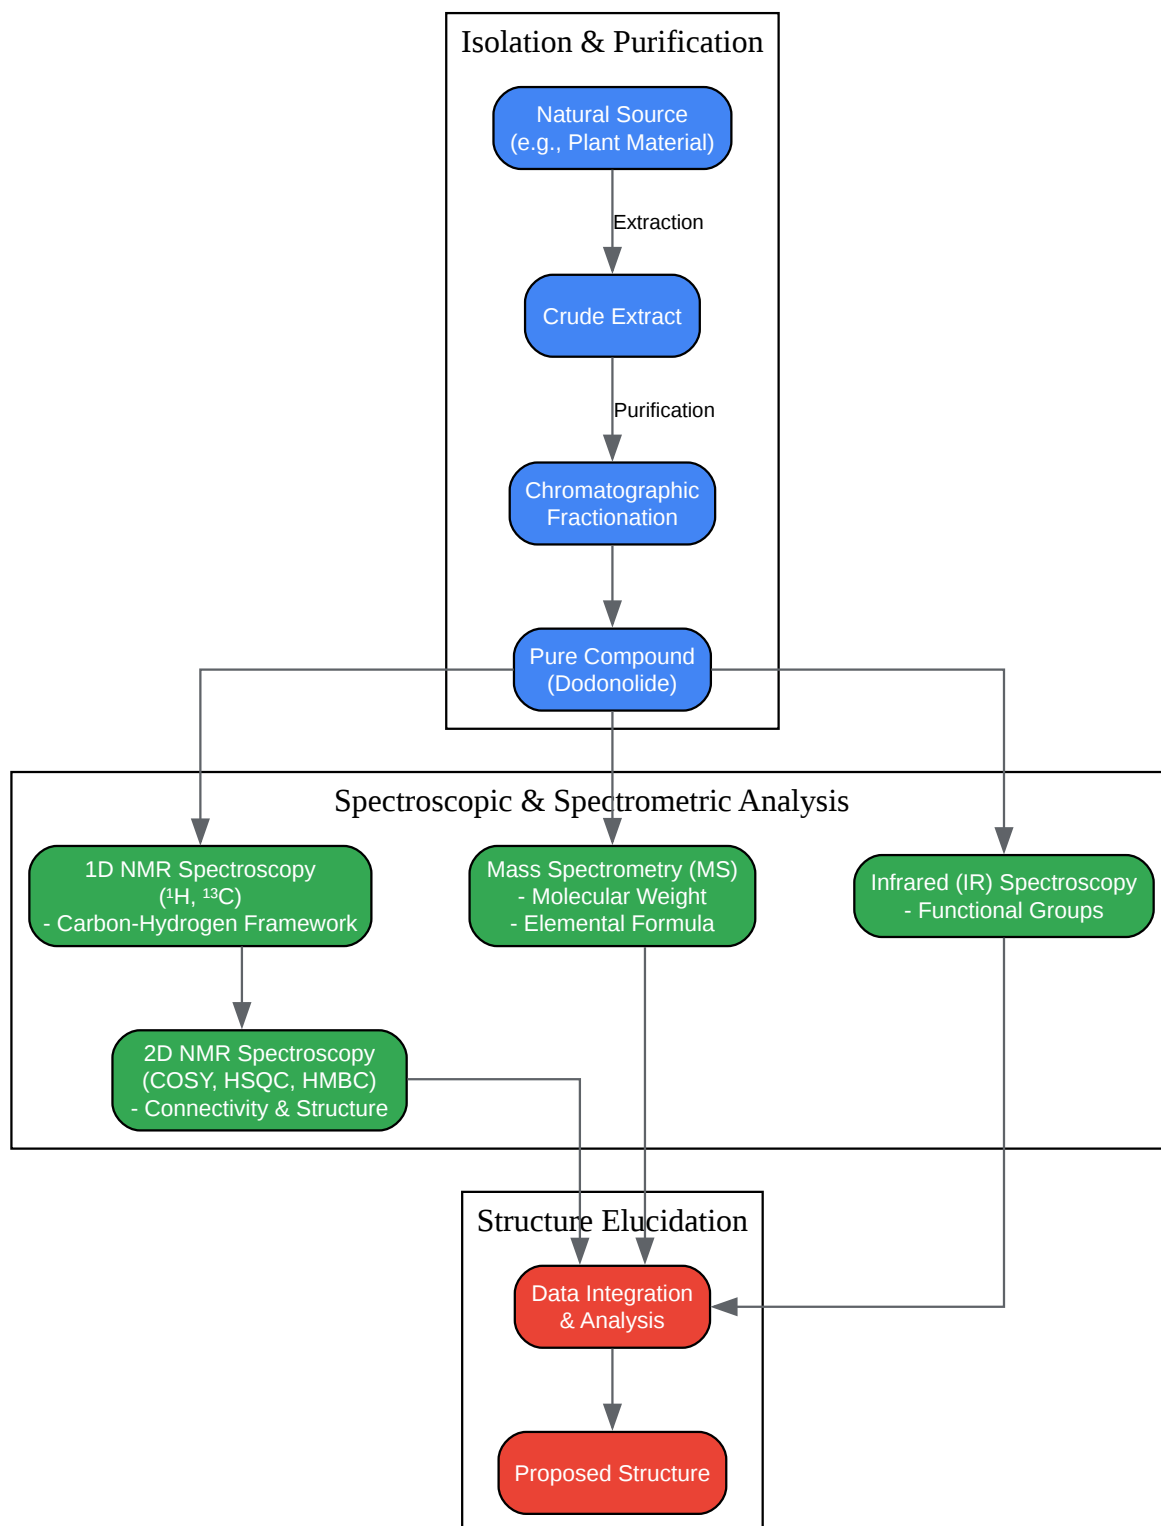 Isolation & Purification
Natural Source
(e.g., Plant Material)
Extraction
Crude Extract
Purification
Chromatographic
Fractionation
Pure Compound
(Dodonolide)
Spectroscopic & Spectrometric Analysis
1D NMR Spectroscopy
(¹H, ¹³C)
- Carbon-Hydrogen Framework
Mass Spectrometry (MS)
- Molecular Weight
- Elemental Formula
Infrared (IR) Spectroscopy
- Functional Groups
2D NMR Spectroscopy
(COSY, HSQC, HMBC)
- Connectivity & Structure
Structure Elucidation
Data Integration
& Analysis
Proposed Structure